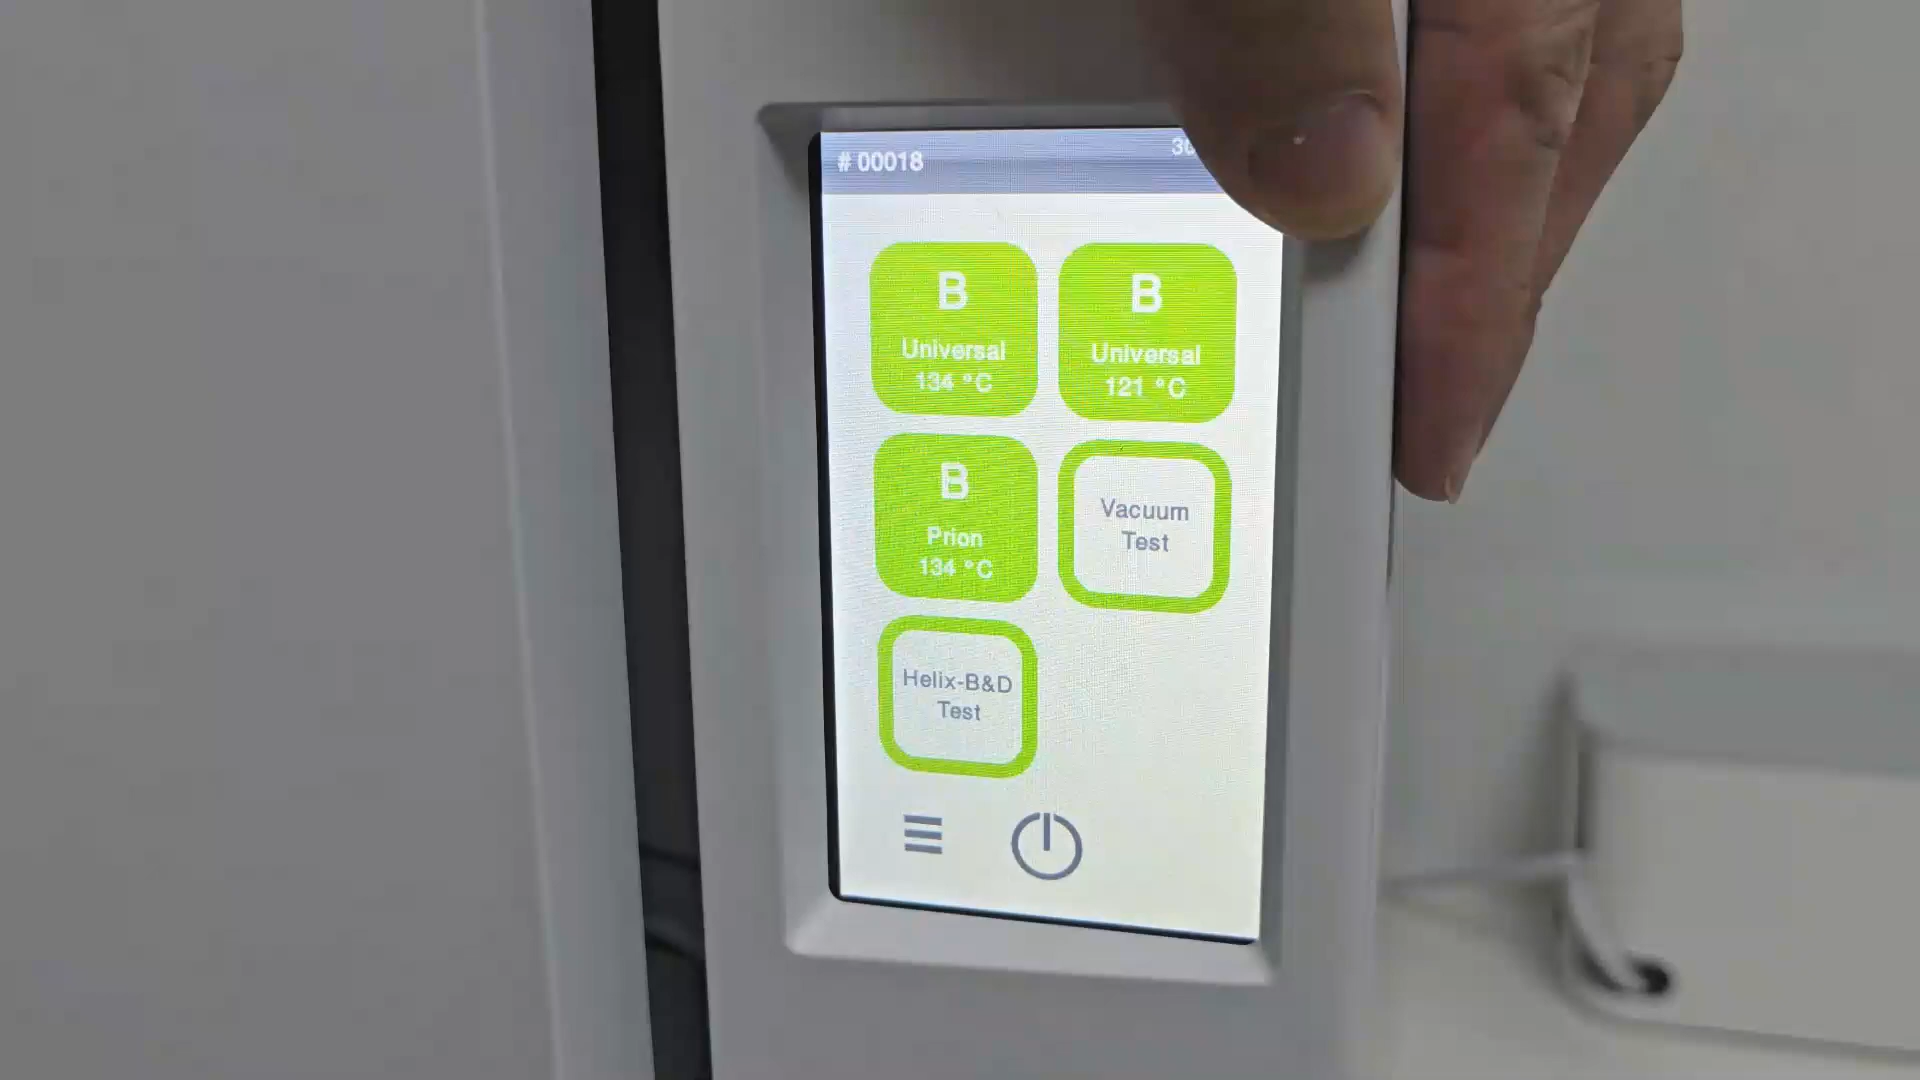 # 00018
B
Universal
134 °C
B
Universal
121 °C
B
Prion
134 °C
Vacuum
Test
Helix-B&D
Test